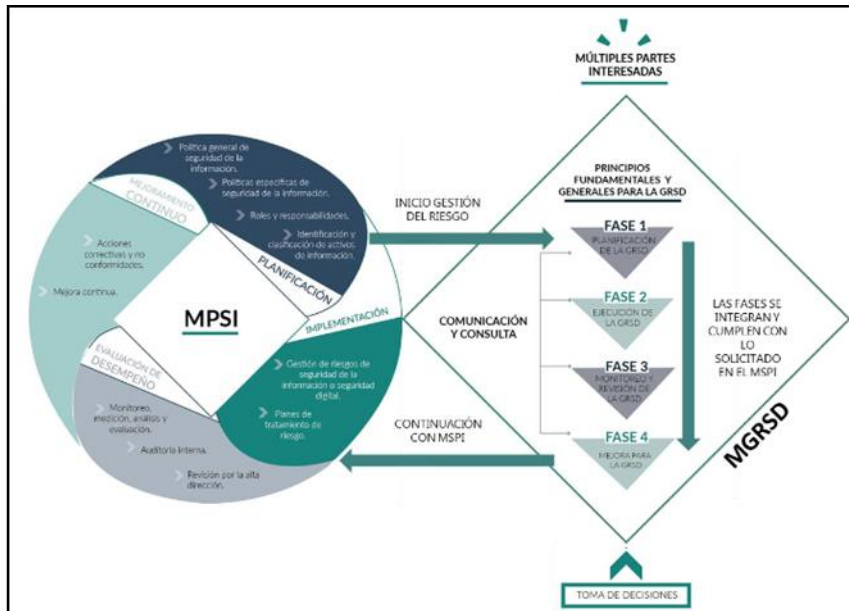 MÚLTIPLES PARTES
INTERESADAS
Política general de
seguridad de la
información.
Políticas específicas de
seguridad de la información.
Roles y responsabilidades.
Identificación y
clasificación de activos
de información.
PLANIFICACIÓN
MEJORAMIENTO
CONTINUO
Acciones
correctivas y no
conformidades.
Mejora continua.
MPSI
IMPLEMENTACIÓN
Gestión de riesgos de
seguridad de la
información o seguridad
digital.
Planes de
tratamiento de
riesgo.
EVALUACIÓN DE
DESEMPEÑO
Monitoreo,
medición, análisis y
evaluación.
Auditoria Interna.
Revisión por la alta
dirección.
INICIO GESTIÓN
DEL RIESGO
COMUNICACIÓN
Y CONSULTA
CONTINUACIÓN
CON MSPI
PRINCIPIOS
FUNDAMENTALES Y
GENERALES PARA LA GRSD
FASE 1
PLANIFICACIÓN
DE LA GRSD
FASE 2
EJECUCIÓN DE
LA GRSD
FASE 3
MONITOREO Y
REVISIÓN DE
LA GRSD
FASE 4
MEJORA PARA
LA GRSD
LAS FASES SE
INTEGRAN Y
CUMPLEN CON
LO
SOLICITADO
EN EL MSPI
MGRSD
TOMA DE DECISIONES